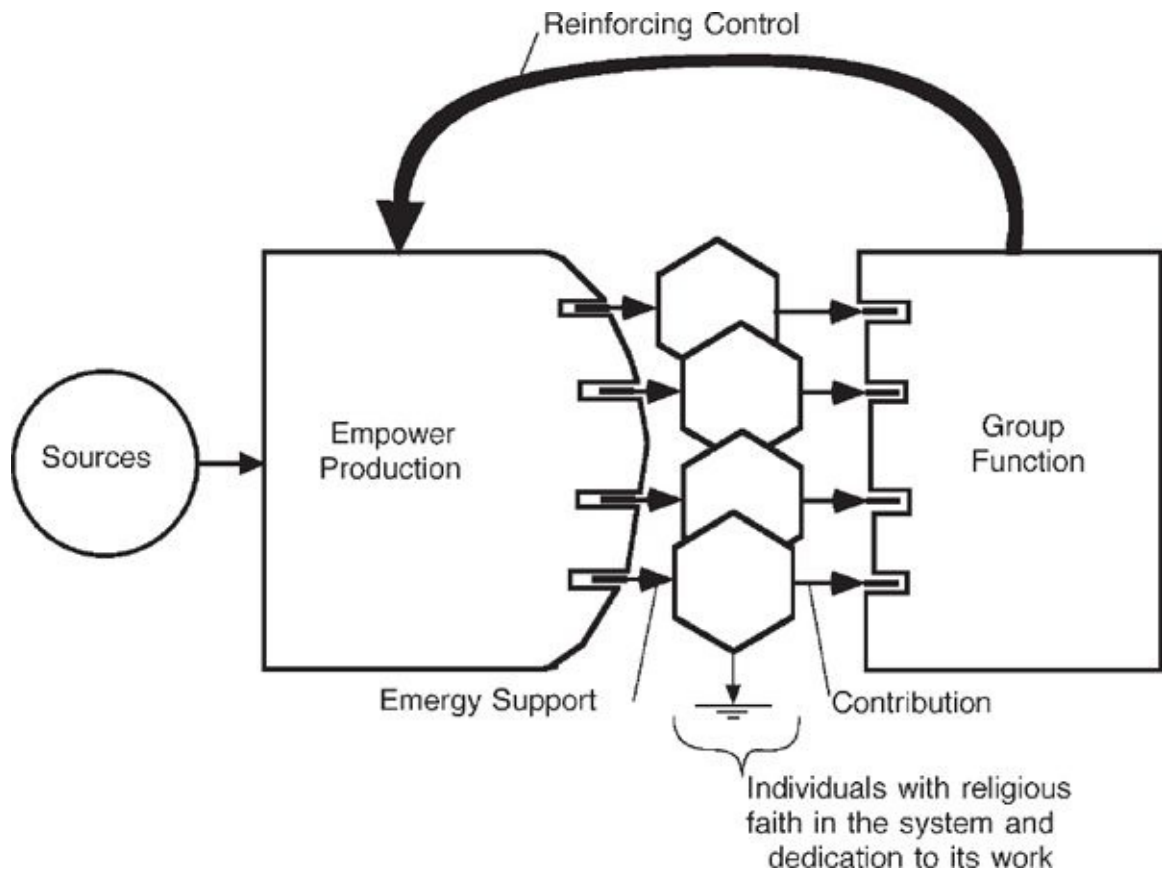 Reinforcing Control
Sources
Empower
Production
Group
Function
Emergy Support
Contribution
Individuals with religious
faith in the system and
dedication to its work